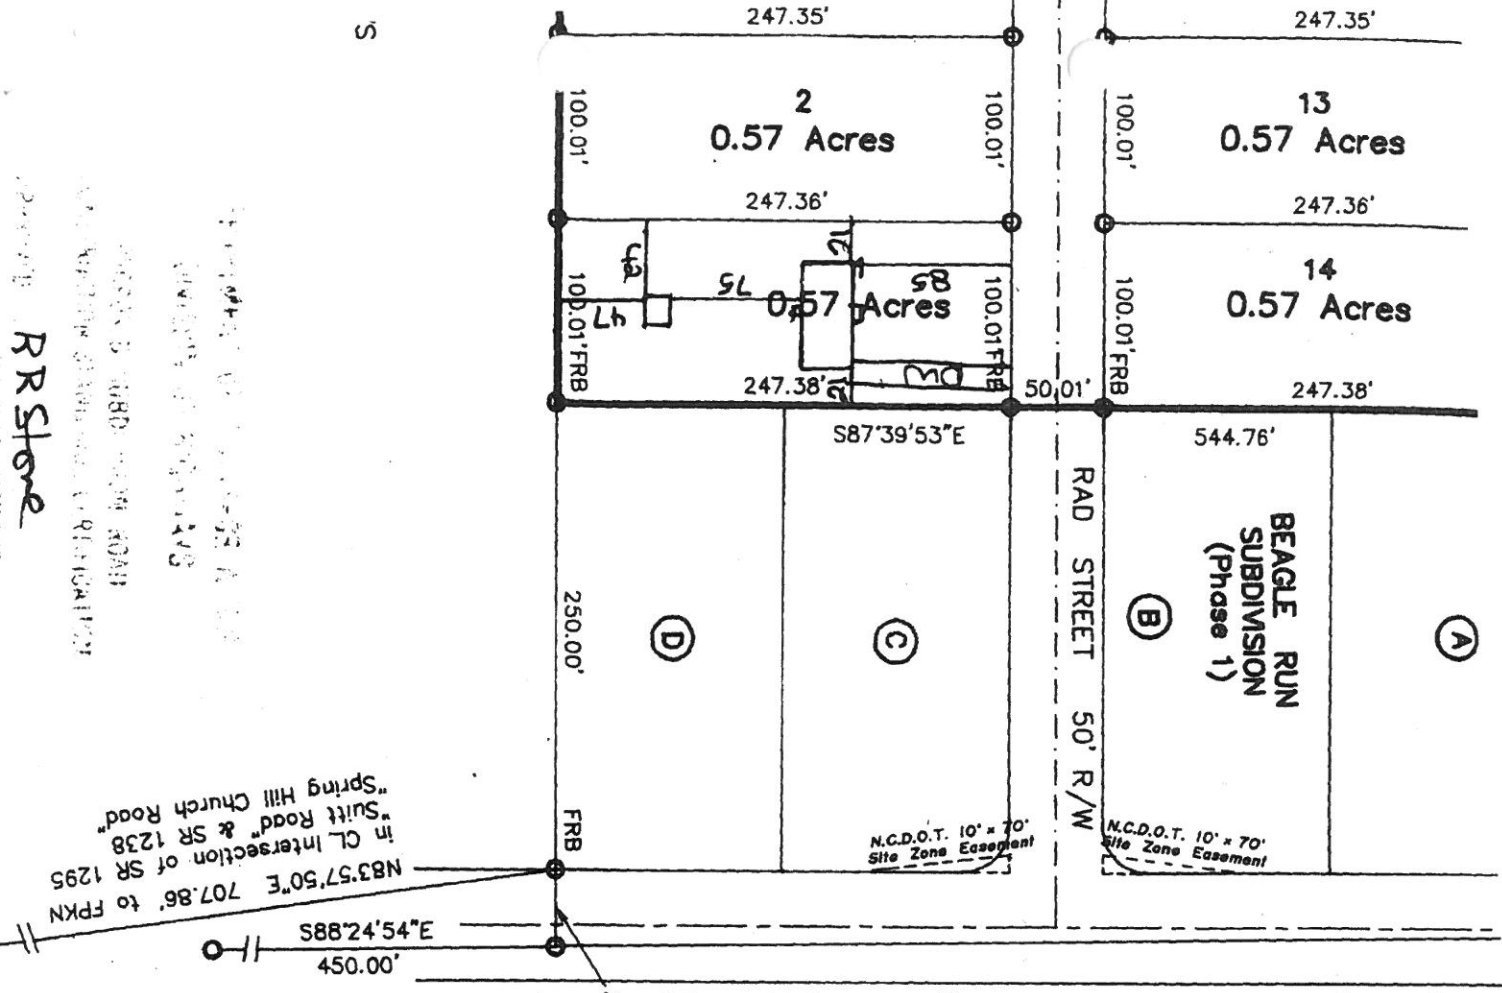 247.35'
247.35'
S
2
0.57 Acres
100.01'
100.01'
100.01'
13
0.57 Acres
247.36'
247.36'
42
21
75
85
47
0.57 Acres
100.01'
FRB
100.01'
FRB
100.01'
FRB
14
0.57 Acres
DW
21
247.38'
50.01'
247.38'
S87°39'53"E
544.76'
RRStone
RAD STREET 50' R/W
BEAGLE RUN
SUBDIVISION
(Phase 1)
D
C
B
A
250.00'
FRB
N.C.D.O.T. 10' x 70'
Site Zone Easement
N.C.D.O.T. 10' x 70'
Site Zone Easement
N83°57'50"E 707.86' to FPKN
in CL Intersection of SR 1295
"Suitt Road" & SR 1238
"Spring Hill Church Road"
S88°24'54"E
450.00'